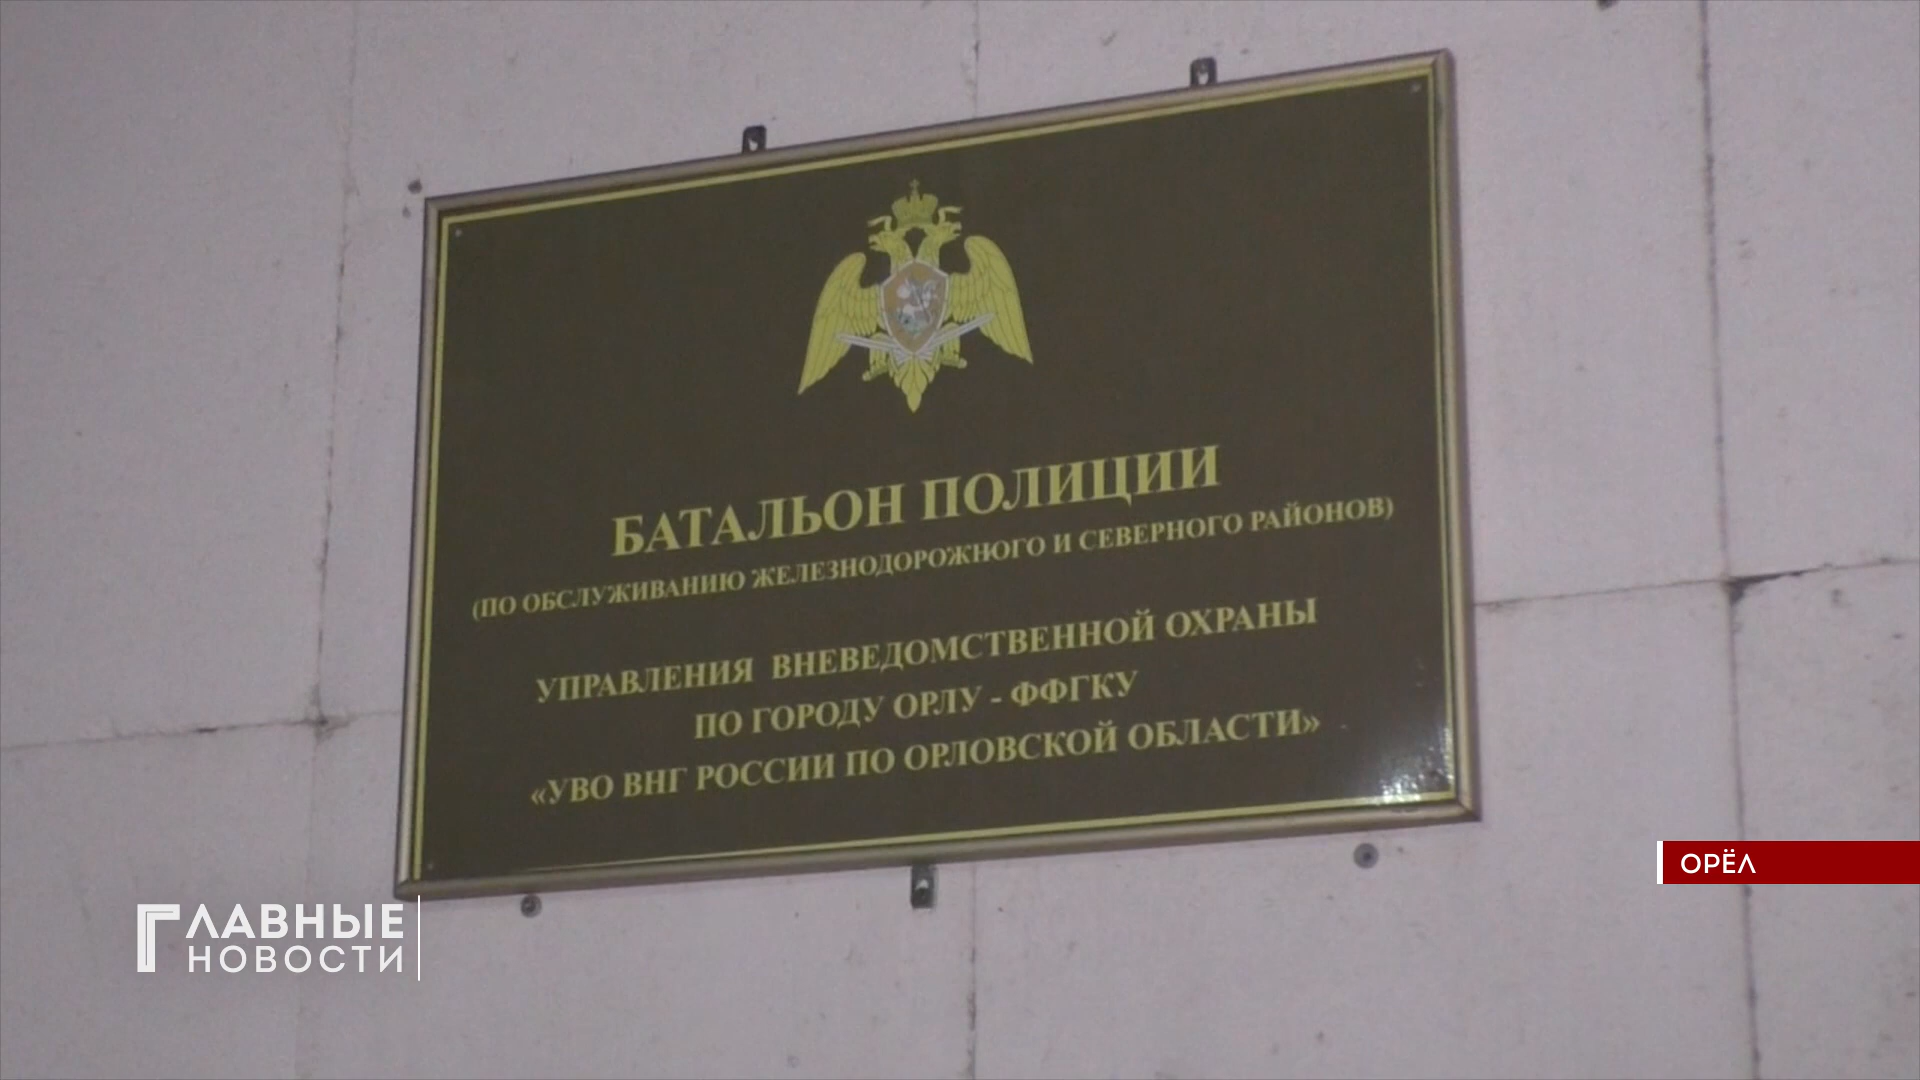 БАТАЛЬОН ПОЛИЦИИ
(ПО ОБСЛУЖИВАНИЮ ЖЕЛЕЗНОДОРОЖНОГО И СЕВЕРНОГО РАЙОНОВ)
УПРАВЛЕНИЯ ВНЕВЕДОМСТВЕННОЙ ОХРАНЫ
ПО ГОРОДУ ОРЛУ - ФФГКУ
«УВО ВНГ РОССИИ ПО ОРЛОВСКОЙ ОБЛАСТИ»
ОРЁЛ
ГЛАВНЫЕ
НОВОСТИ